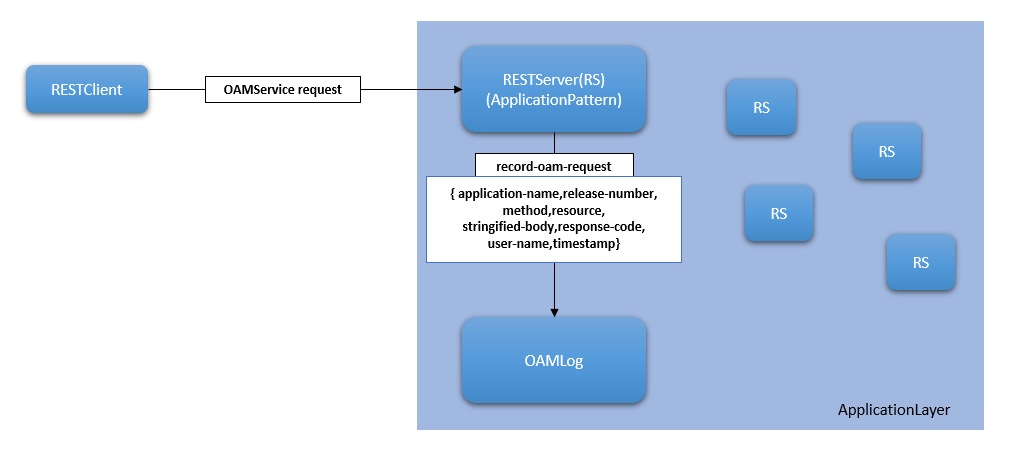 RESTClient
OAMService request
RESTServer(RS)
(ApplicationPattern)
record-oam-request
{ application-name,release-number,
method,resource,
stringified-body,response-code,
user-name,timestamp}
OAMLog
RS
RS
RS
RS
ApplicationLayer